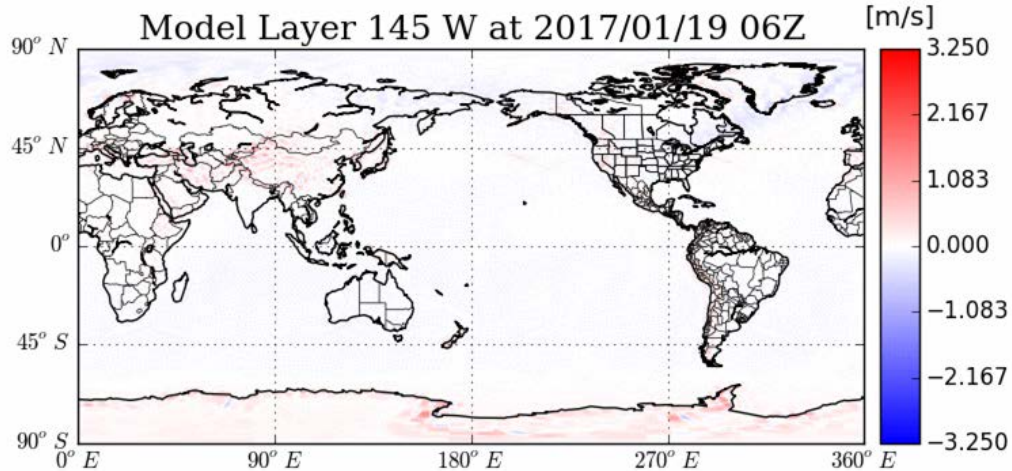 Model Layer 145 W at 2017/01/19 06Z
[m/s]
90° N
45° N
0°
45° S
90° S
0° E
90° E
180° E
270° E
360° E
3.250
2.167
1.083
0.000
−1.083
−2.167
−3.250